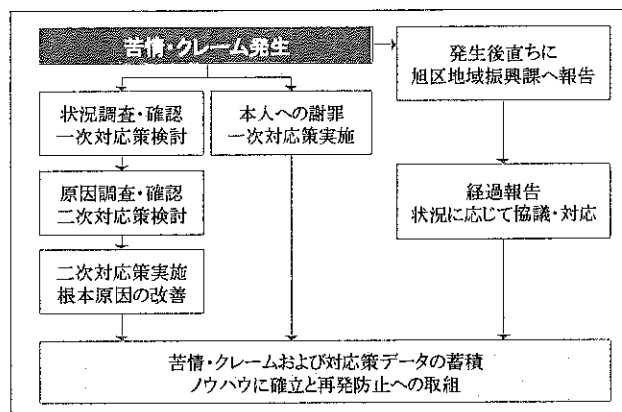 苦情・クレーム発生
発生後直ちに
旭区地域振興課へ報告
状況調査・確認
一次対応策検討
本人への謝罪
一次対応策実施
原因調査・確認
二次対応策検討
経過報告
状況に応じて協議・対応
二次対応策実施
根本原因の改善
苦情・クレームおよび対応策データの蓄積
ノウハウに確立と再発防止への取組